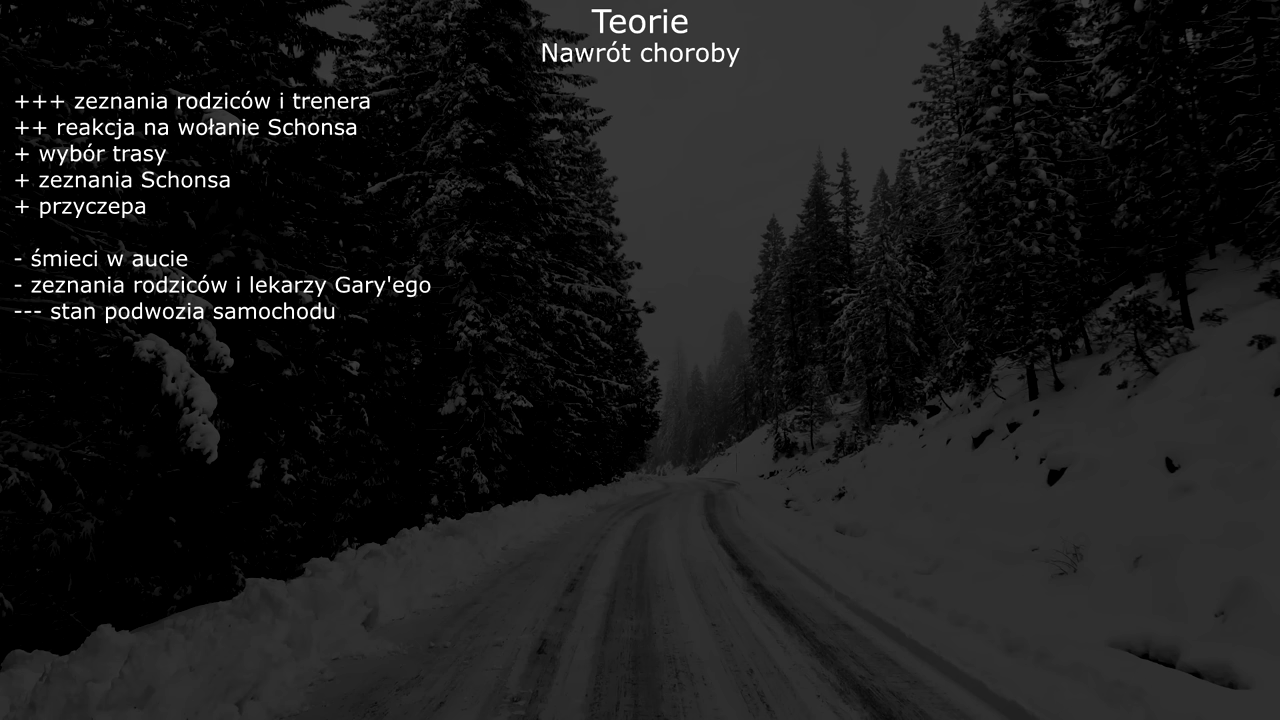 Teorie
Nawrót choroby
+++ zeznania rodziców i trenera
++ reakcja na wołanie Schonsa
+ wybór trasy
+ zeznania Schonsa
+ przyczepa
- śmieci w aucie
- zeznania rodziców i lekarzy Gary'ego
--- stan podwozia samochodu